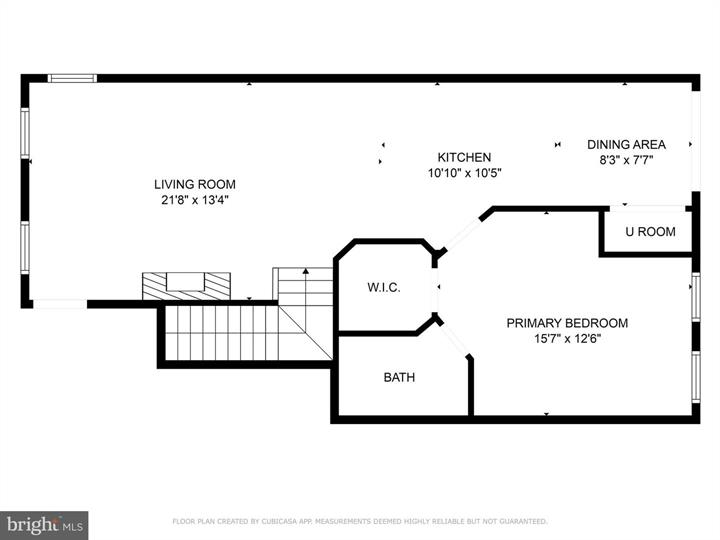 DINING AREA
8'3" x 7'7"
KITCHEN
10'10" x 10'5"
LIVING ROOM
21'8" x 13'4"
U ROOM
W.I.C.
PRIMARY BEDROOM
15'7" x 12'6"
BATH
bright MLS
FLOOR PLAN CREATED BY CUBICASA APP. MEASUREMENTS DEEMED HIGHLY RELIABLE BUT NOT GUARANTEED.